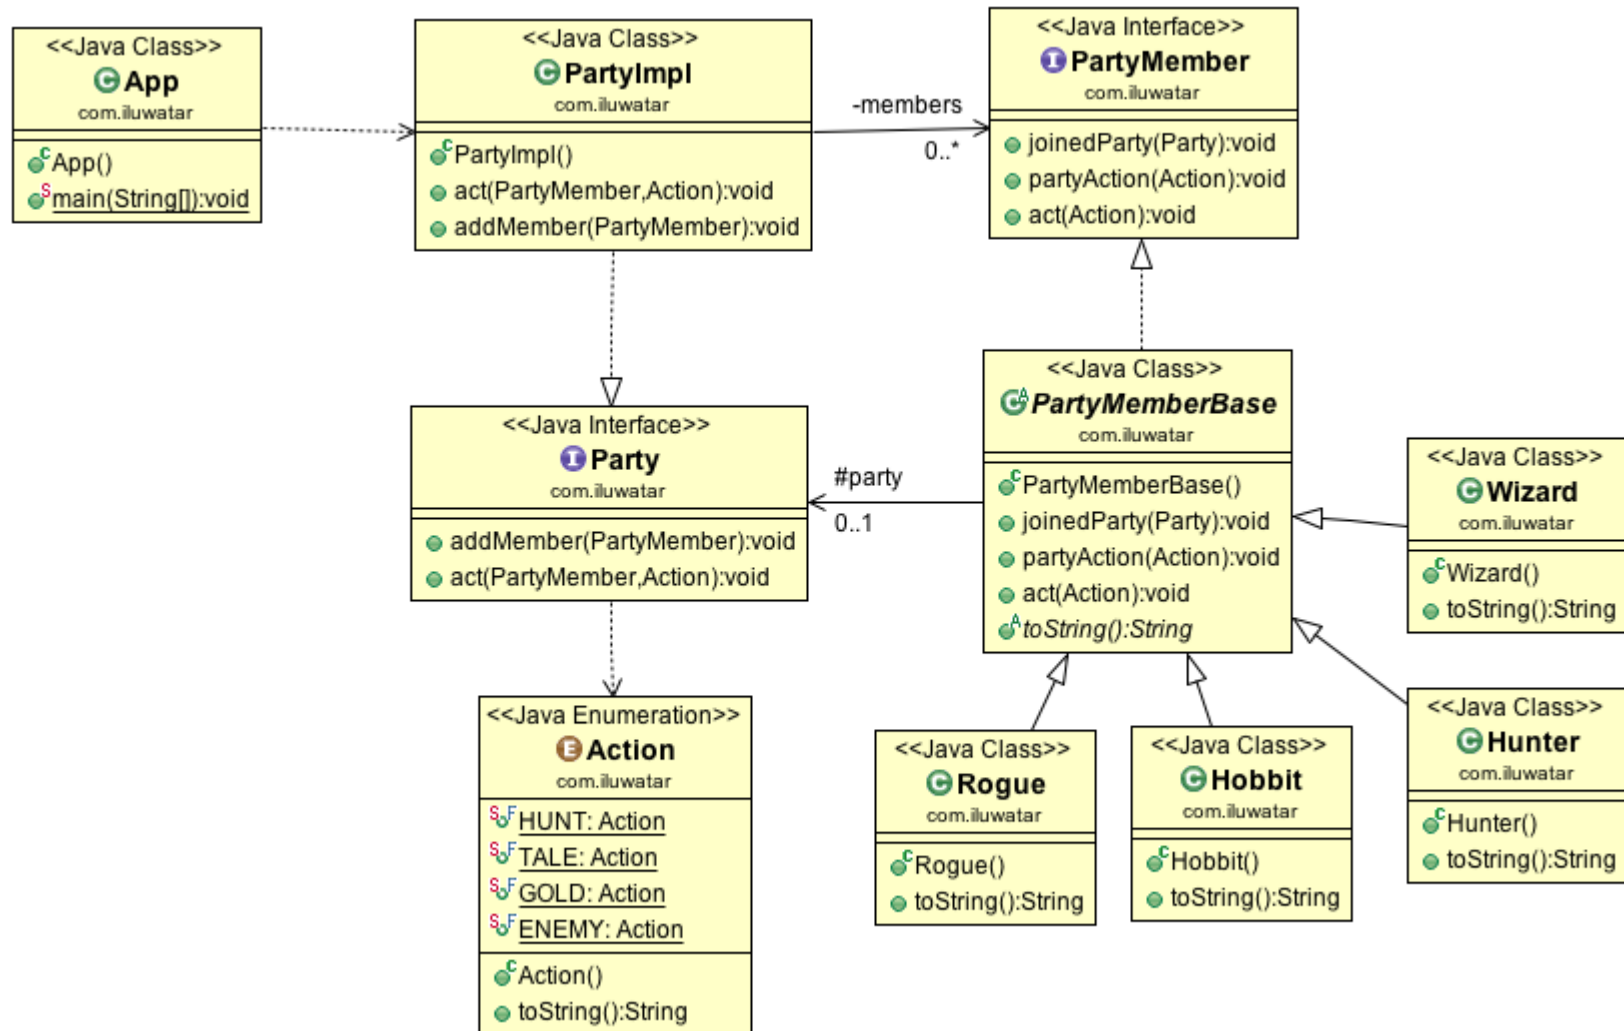 <<Java Class>>
App
com.iluwatar
App()
main(String[]):void
<<Java Class>>
PartyImpl
com.iluwatar
PartyImpl()
act(PartyMember,Action):void
addMember(PartyMember):void
-members
0..*
<<Java Interface>>
PartyMember
com.iluwatar
joinedParty(Party):void
partyAction(Action):void
act(Action):void
<<Java Interface>>
Party
com.iluwatar
addMember(PartyMember):void
act(PartyMember,Action):void
#party
0..1
<<Java Class>>
PartyMemberBase
com.iluwatar
PartyMemberBase()
joinedParty(Party):void
partyAction(Action):void
act(Action):void
toString():String
<<Java Class>>
Wizard
com.iluwatar
Wizard()
toString():String
<<Java Enumeration>>
Action
com.iluwatar
HUNT: Action
TALE: Action
GOLD: Action
ENEMY: Action
Action()
toString():String
<<Java Class>>
Rogue
com.iluwatar
Rogue()
toString():String
<<Java Class>>
Hobbit
com.iluwatar
Hobbit()
toString():String
<<Java Class>>
Hunter
com.iluwatar
Hunter()
toString():String